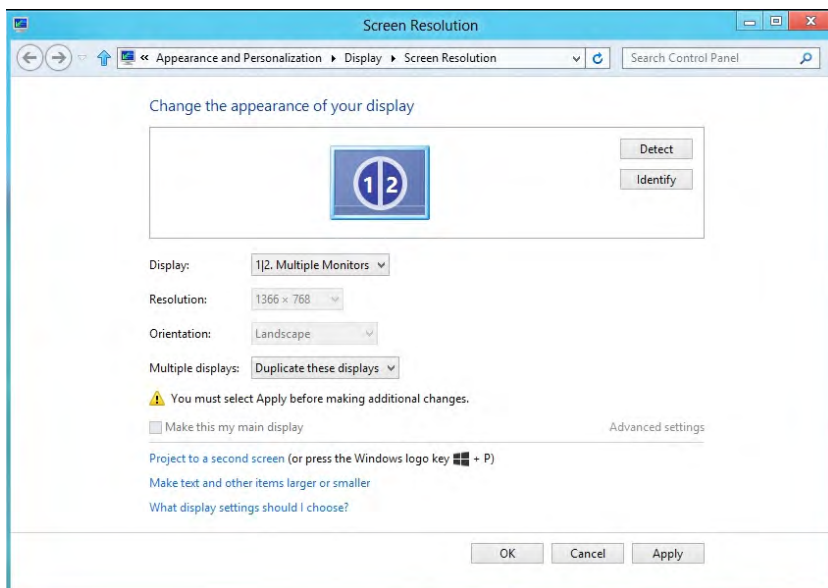 Screen Resolution
« Appearance and Personalization ▸ Display ▸ Screen Resolution
Search Control Panel
Change the appearance of your display
1 2
Detect
Identify
Display: 1|2. Multiple Monitors
Resolution: 1366 × 768
Orientation: Landscape
Multiple displays: Duplicate these displays
You must select Apply before making additional changes.
Make this my main display Advanced settings
Project to a second screen (or press the Windows logo key + P)
Make text and other items larger or smaller
What display settings should I choose?
OK Cancel Apply